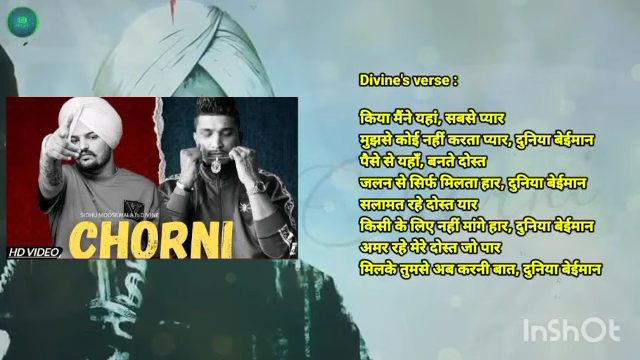 Divine's verse :
किया मैंने यहां, सबसे प्यार
मुझसे कोई नहीं करता प्यार, दुनिया बेईमान
पैसे से यहाँ, बनते दोस्त
जलन से सिर्फ मिलता हार, दुनिया बेईमान
सलामत रहे दोस्त यार
किसी के लिए नहीं मांगे हार, दुनिया बेईमान
अमर रहे मेरे दोस्त जो पार
मिलके तुमसे अब करनी बात, दुनिया बेईमान
SIDHU MOOSEWALA Ft. DIVINE
CHORNI
HD VIDEO
InShOt